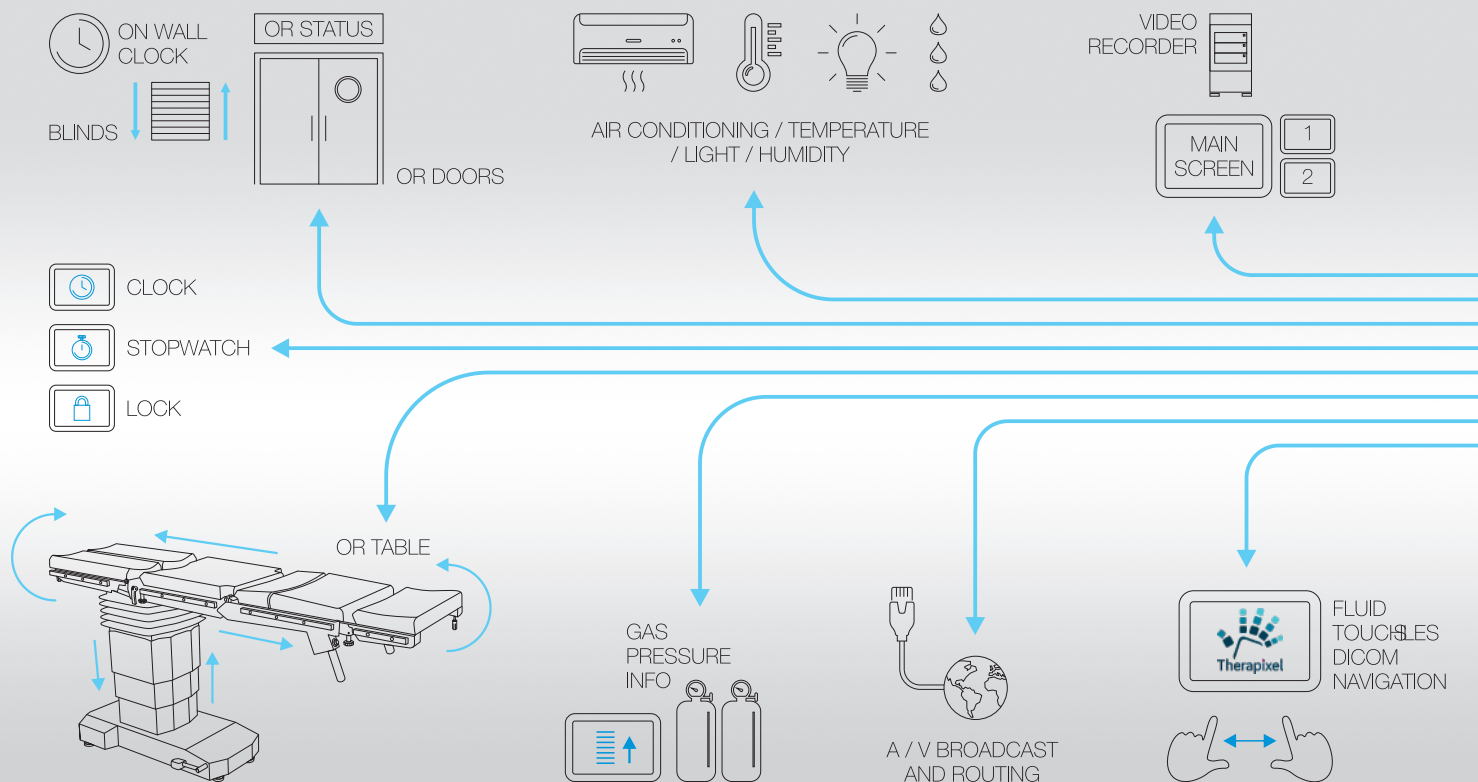 ON WALL
CLOCK
OR STATUS
BLINDS
OR DOORS
AIR CONDITIONING / TEMPERATURE
/ LIGHT / HUMIDITY
VIDEO
RECORDER
MAIN
SCREEN
1
2
CLOCK
STOPWATCH
LOCK
OR TABLE
GAS
PRESSURE
INFO
A / V BROADCAST
AND ROUTING
Therapixel
FLUID
DICOM
NAVIGATION